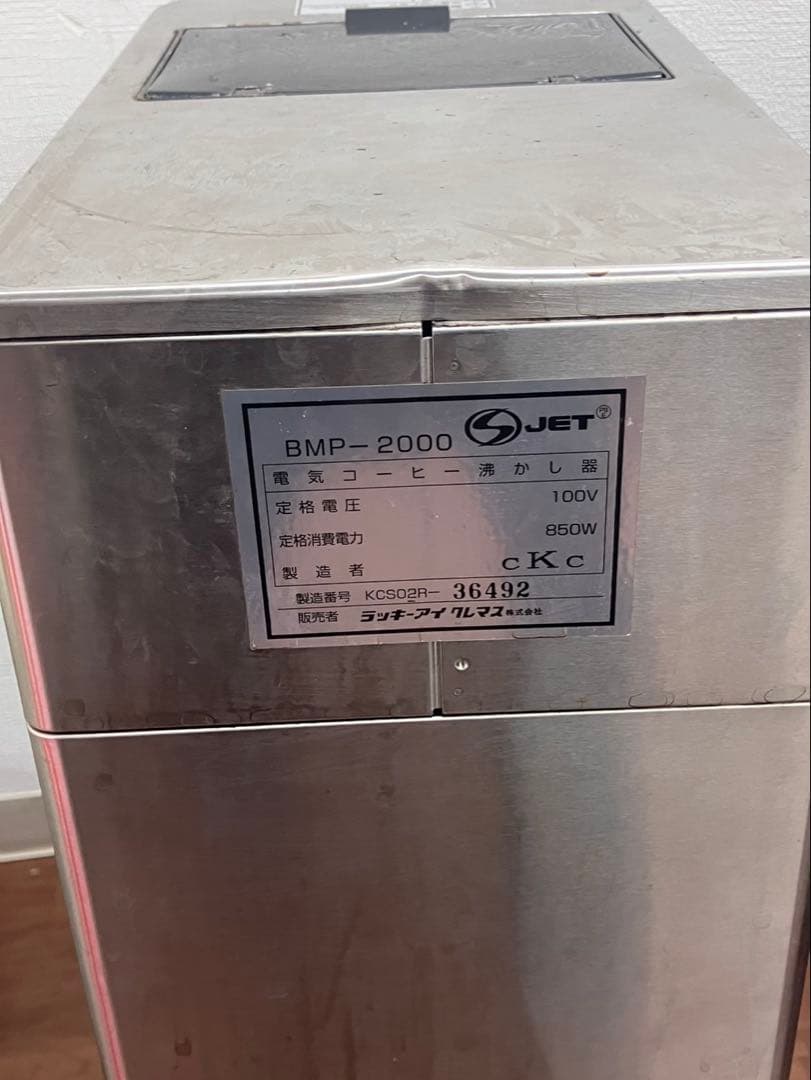 BMP-2000 JET
電気コーヒー沸かし器
定格電圧 100V
定格消費電力 850W
製造者 cKc
製造番号 KCS02R- 36492
販売者 ラッキーアイクレマス株式会社